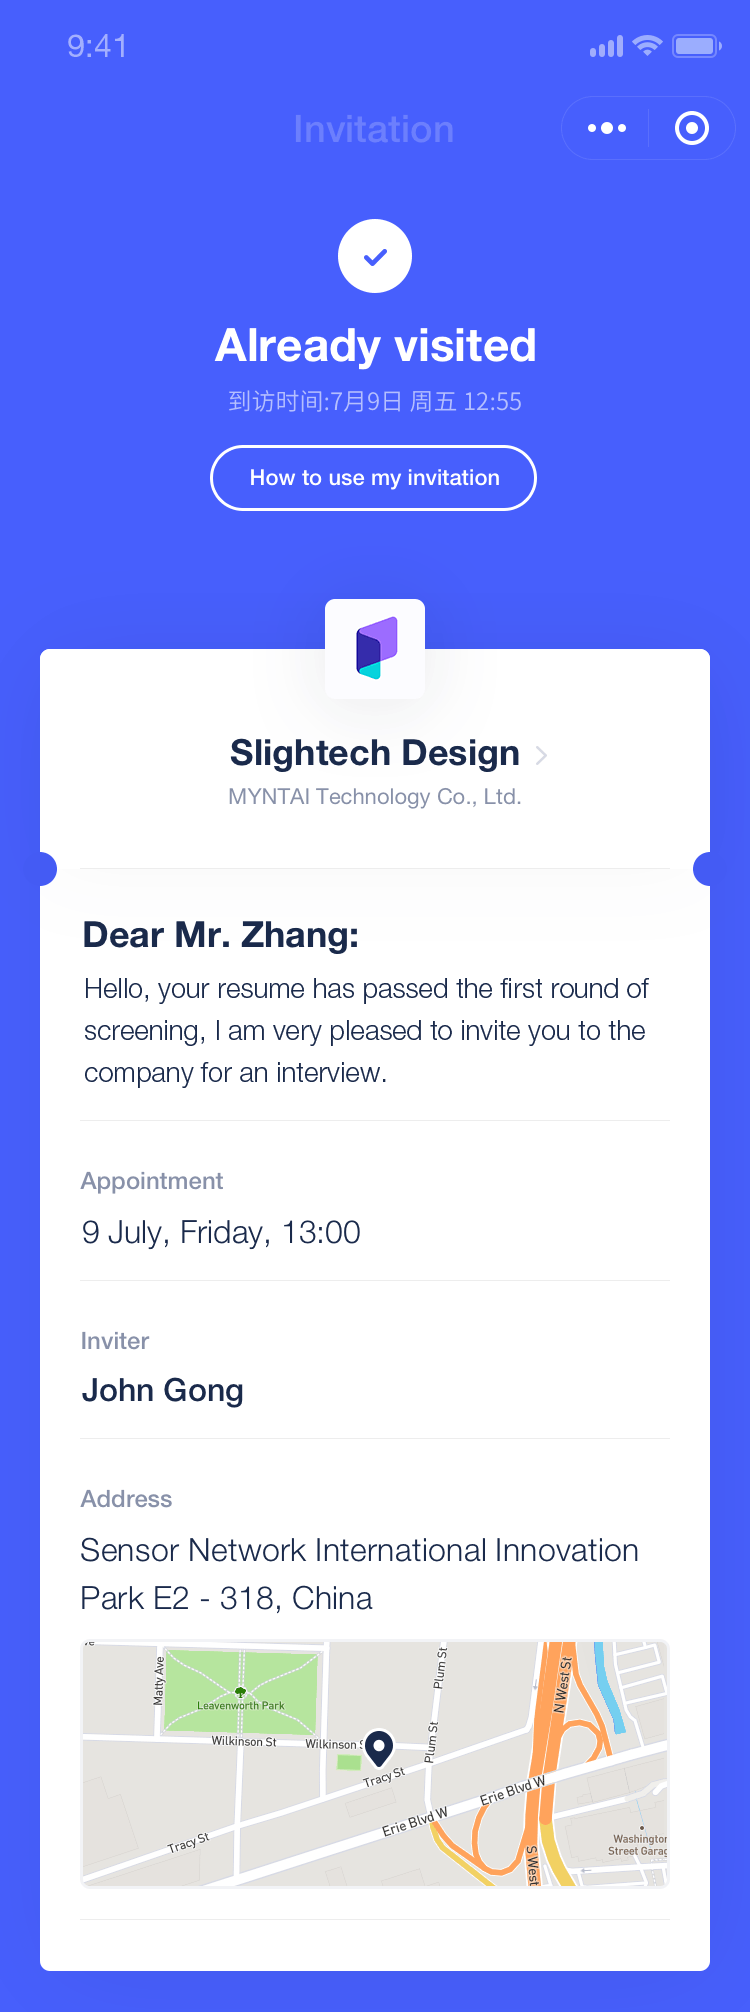 9:41
Invitation
Already visited
到访时间:7月9日 周五 12:55
How to use my invitation
Slightech Design
MYNTAI Technology Co., Ltd.
Dear Mr. Zhang:
Hello, your resume has passed the first round of
screening, I am very pleased to invite you to the
company for an interview.
Appointment
9 July, Friday, 13:00
Inviter
John Gong
Address
Sensor Network International Innovation
Park E2 - 318, China
Matty Ave
Plum St
N West St
Leavenworth Park
Wilkinson St
Wilkinson S
Plum St
Tracy St
Erie Blvd W
Erie Blvd W
Tracy St
S West
Washington
Street Garag